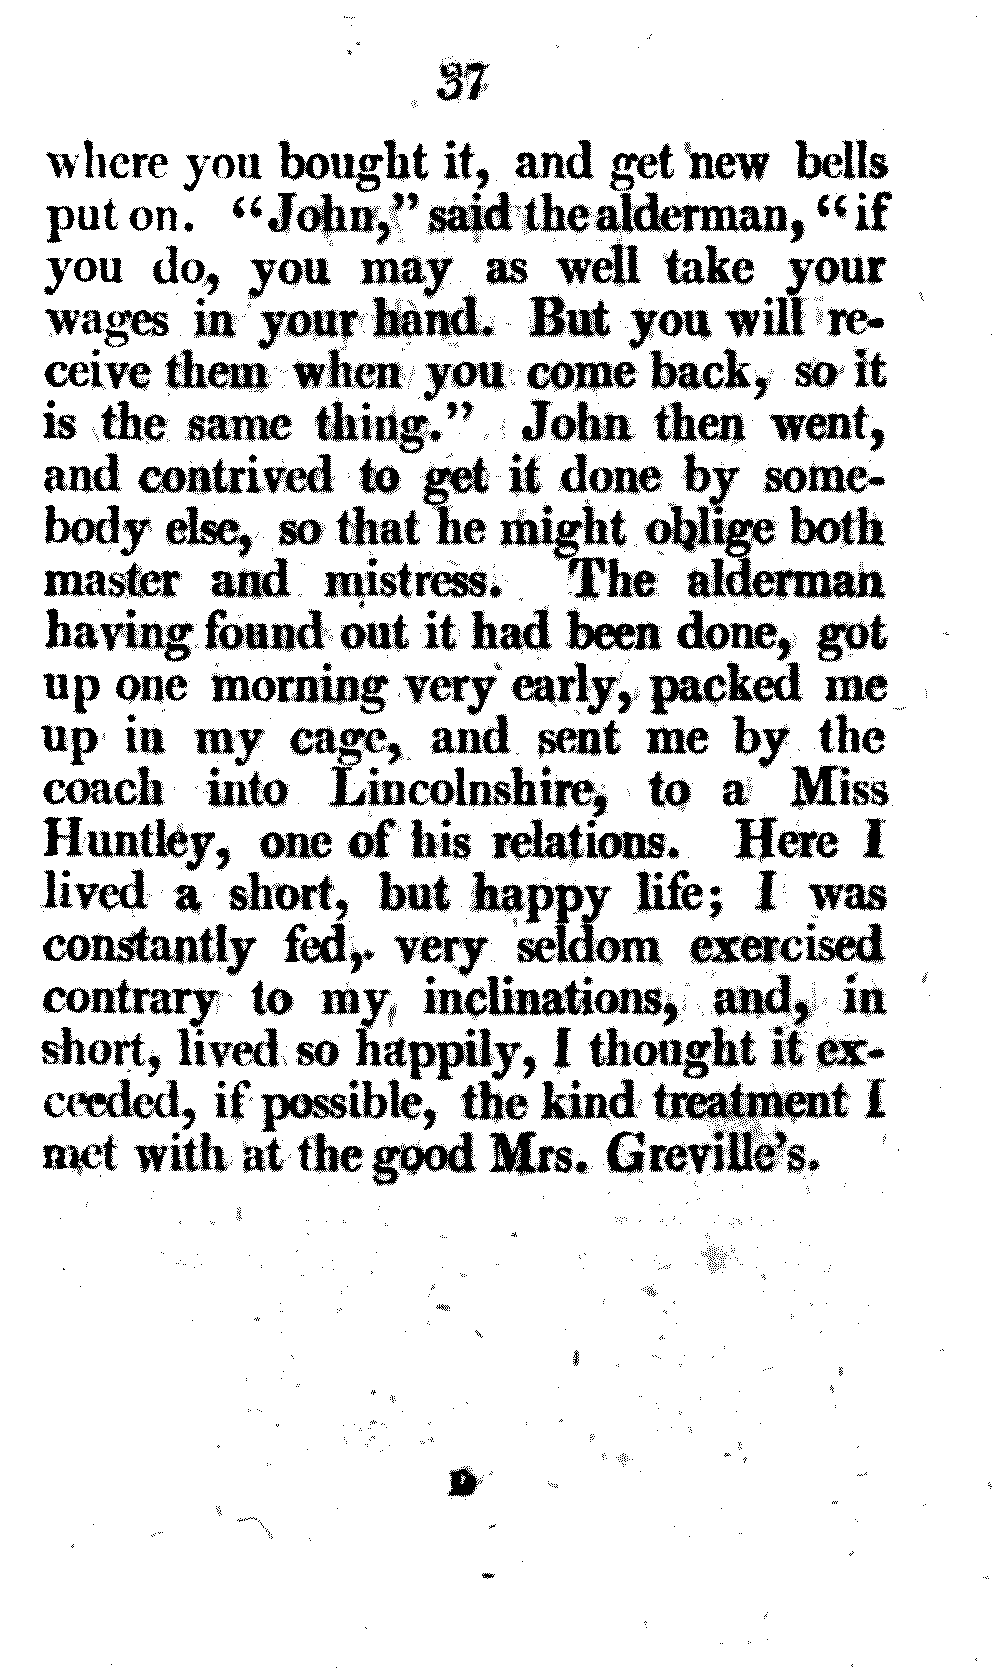 37
where you bought it, and get new bells
put on. “John,” said the alderman, “if
you do, you may as well take your
wages in your hand. But you will re-
ceive them when you come back, so it
is the same thing.” John then went,
and contrived to get it done by some-
body else, so that he might oblige both
master and mistress. The alderman
having found out it had been done, got
up one morning very early, packed me
up in my cage, and sent me by the
coach into Lincolnshire, to a Miss
Huntley, one of his relations. Here I
lived a short, but happy life; I was
constantly fed, very seldom exercised
contrary to my inclinations, and, in
short, lived so happily, I thought it ex-
ceeded, if possible, the kind treatment I
met with at the good Mrs. Greville’s.
D